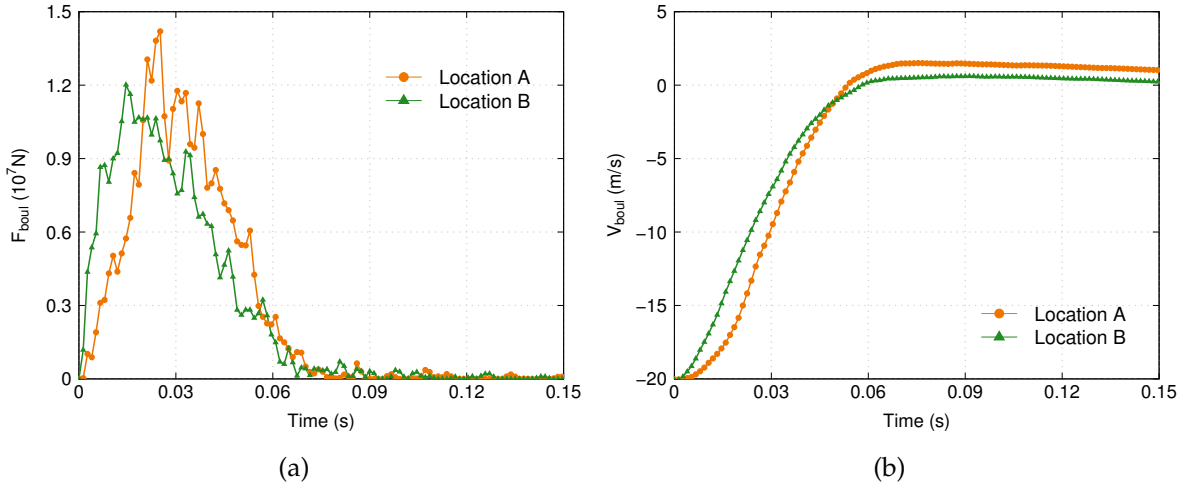 1.5
1.2
0.9
0.6
0.3
0
F_boul (10^7N)
Location A
Location B
0 0.03 0.06 0.09 0.12 0.15
Time (s)
(a)
5
0
−5
−10
−15
−20
V_boul (m/s)
Location A
Location B
0 0.03 0.06 0.09 0.12 0.15
Time (s)
(b)